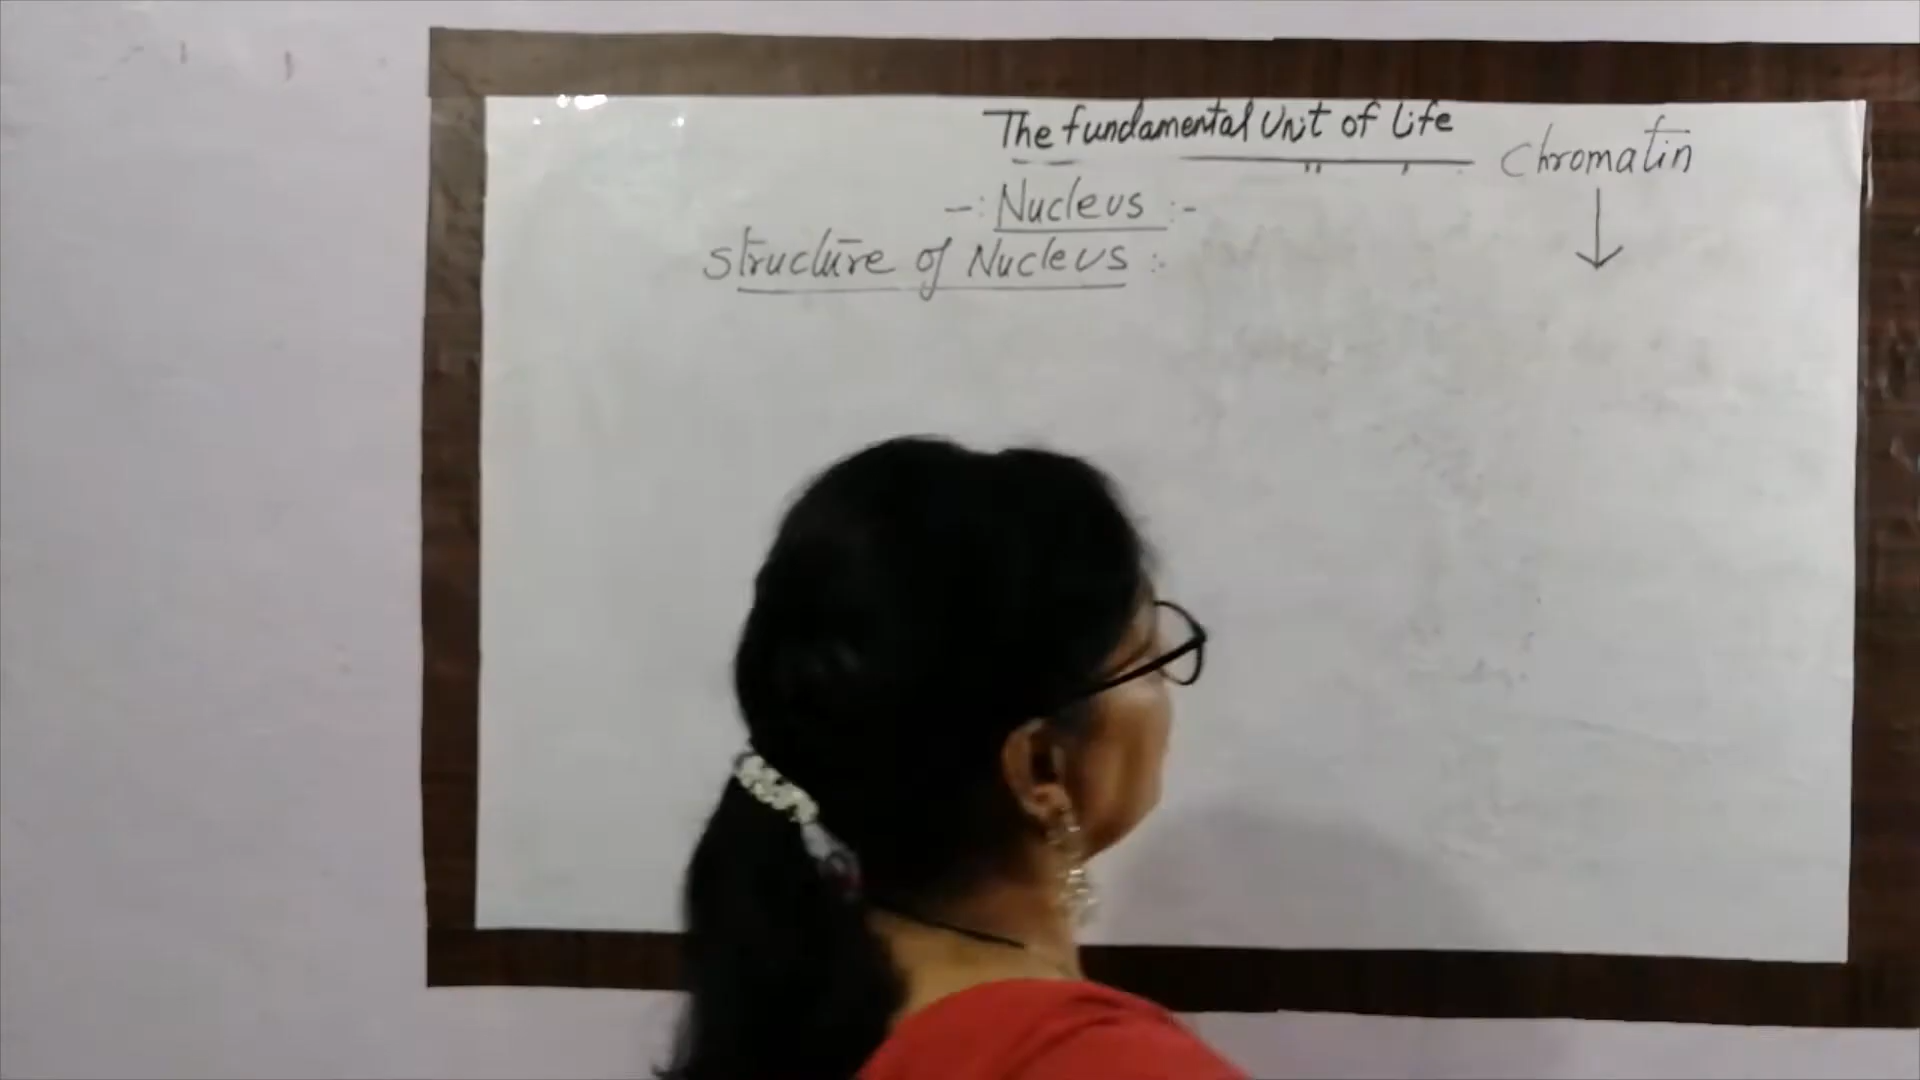 The fundamental Unit of Life
-: Nucleus :-
Structure of Nucleus :-
Chromatin
↓